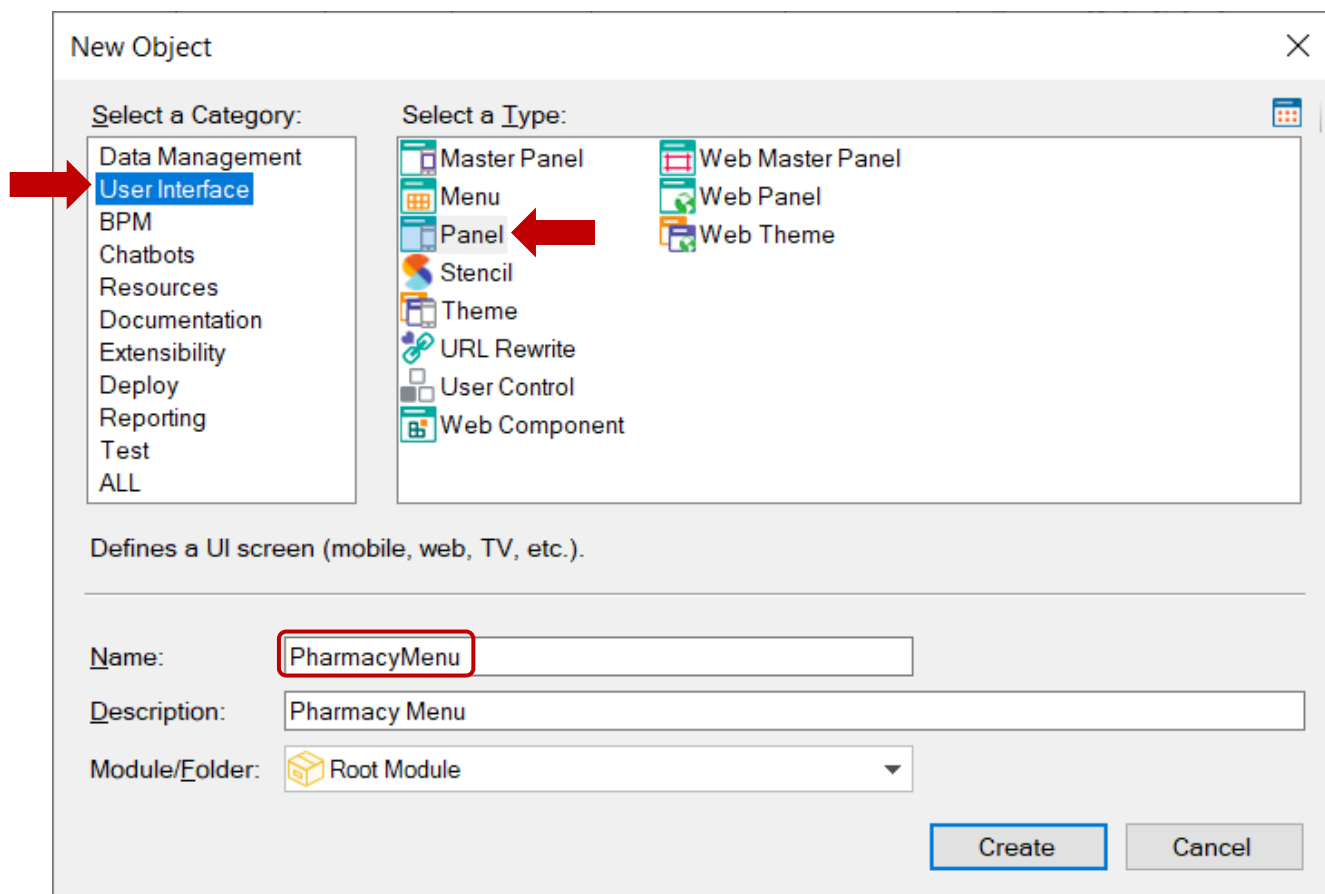 New Object
Select a Category:
Select a Type:
Data Management
User Interface
BPM
Chatbots
Resources
Documentation
Extensibility
Deploy
Reporting
Test
ALL
Master Panel
Menu
Panel
Stencil
Theme
URL Rewrite
User Control
Web Component
Web Master Panel
Web Panel
Web Theme
Defines a UI screen (mobile, web, TV, etc.).
Name: PharmacyMenu
Description: Pharmacy Menu
Module/Folder: Root Module
Create Cancel